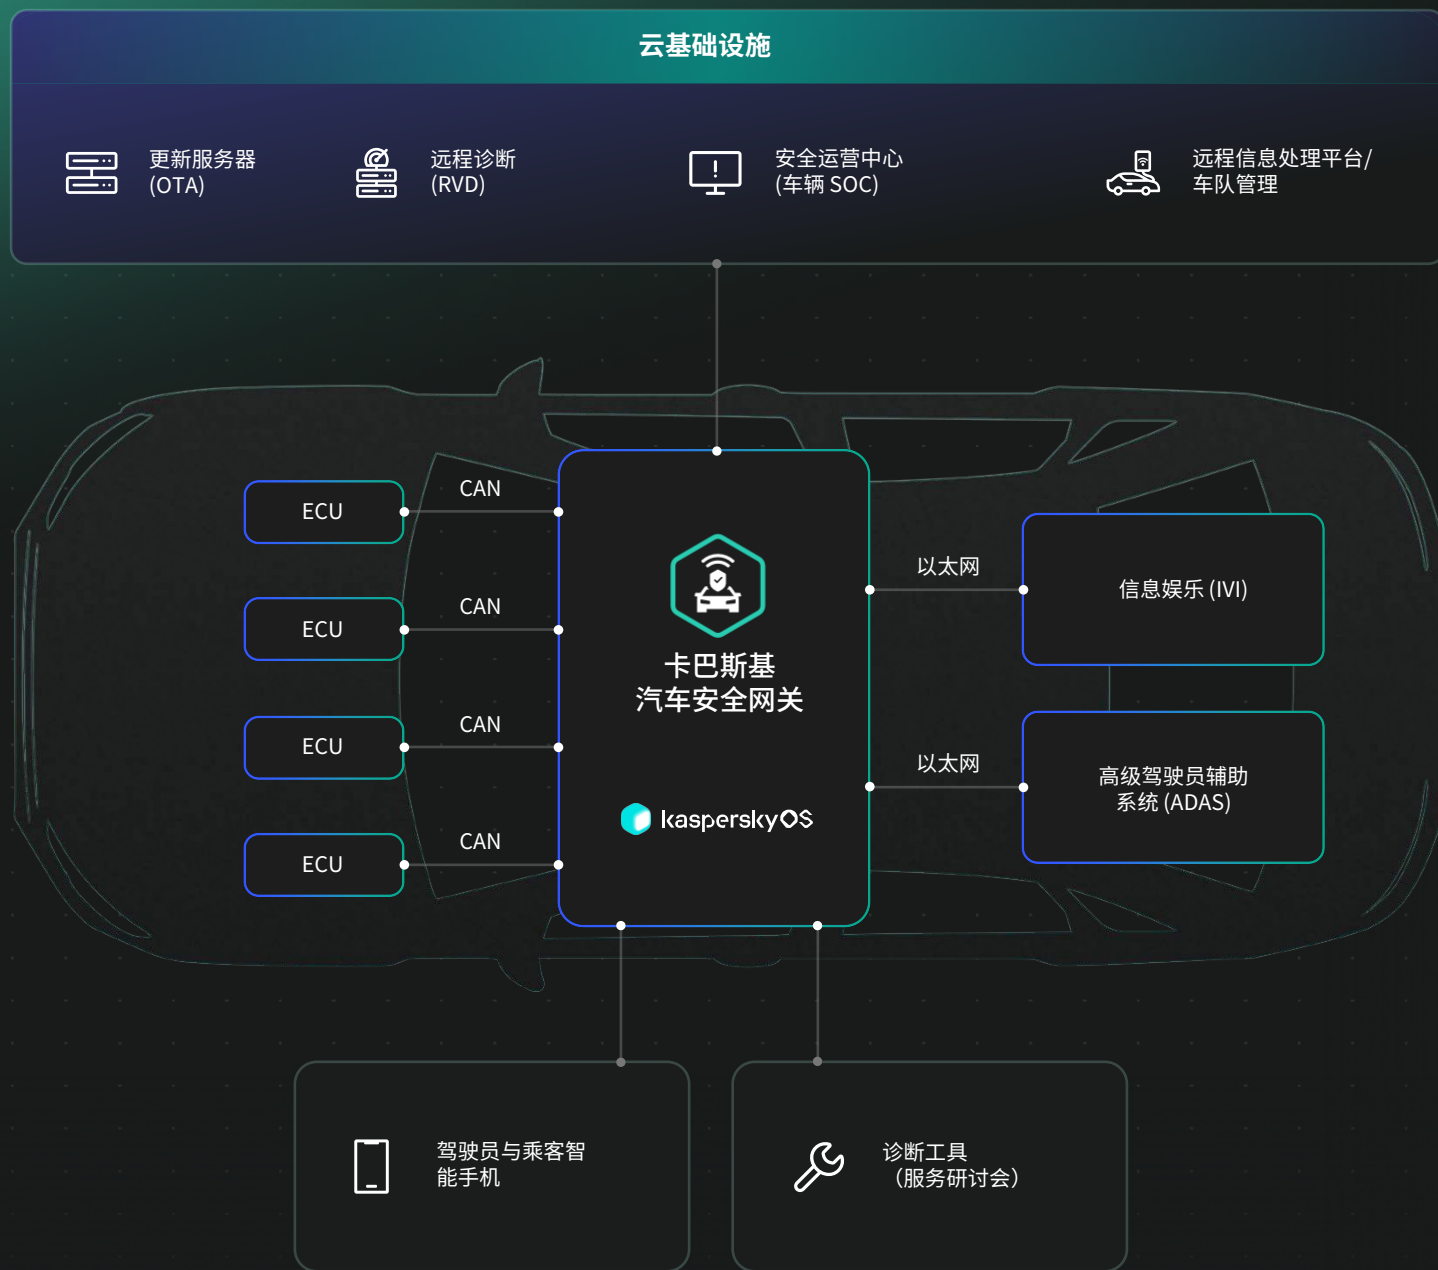 云基础设施
更新服务器
(OTA)
远程诊断
(RVD)
安全运营中心
(车辆 SOC)
远程信息处理平台/
车队管理
ECU
CAN
ECU
CAN
ECU
CAN
ECU
CAN
卡巴斯基
汽车安全网关
kasperskyOS
以太网
信息娱乐 (IVI)
以太网
高级驾驶员辅助
系统 (ADAS)
驾驶员与乘客智
能手机
诊断工具
（服务研讨会）